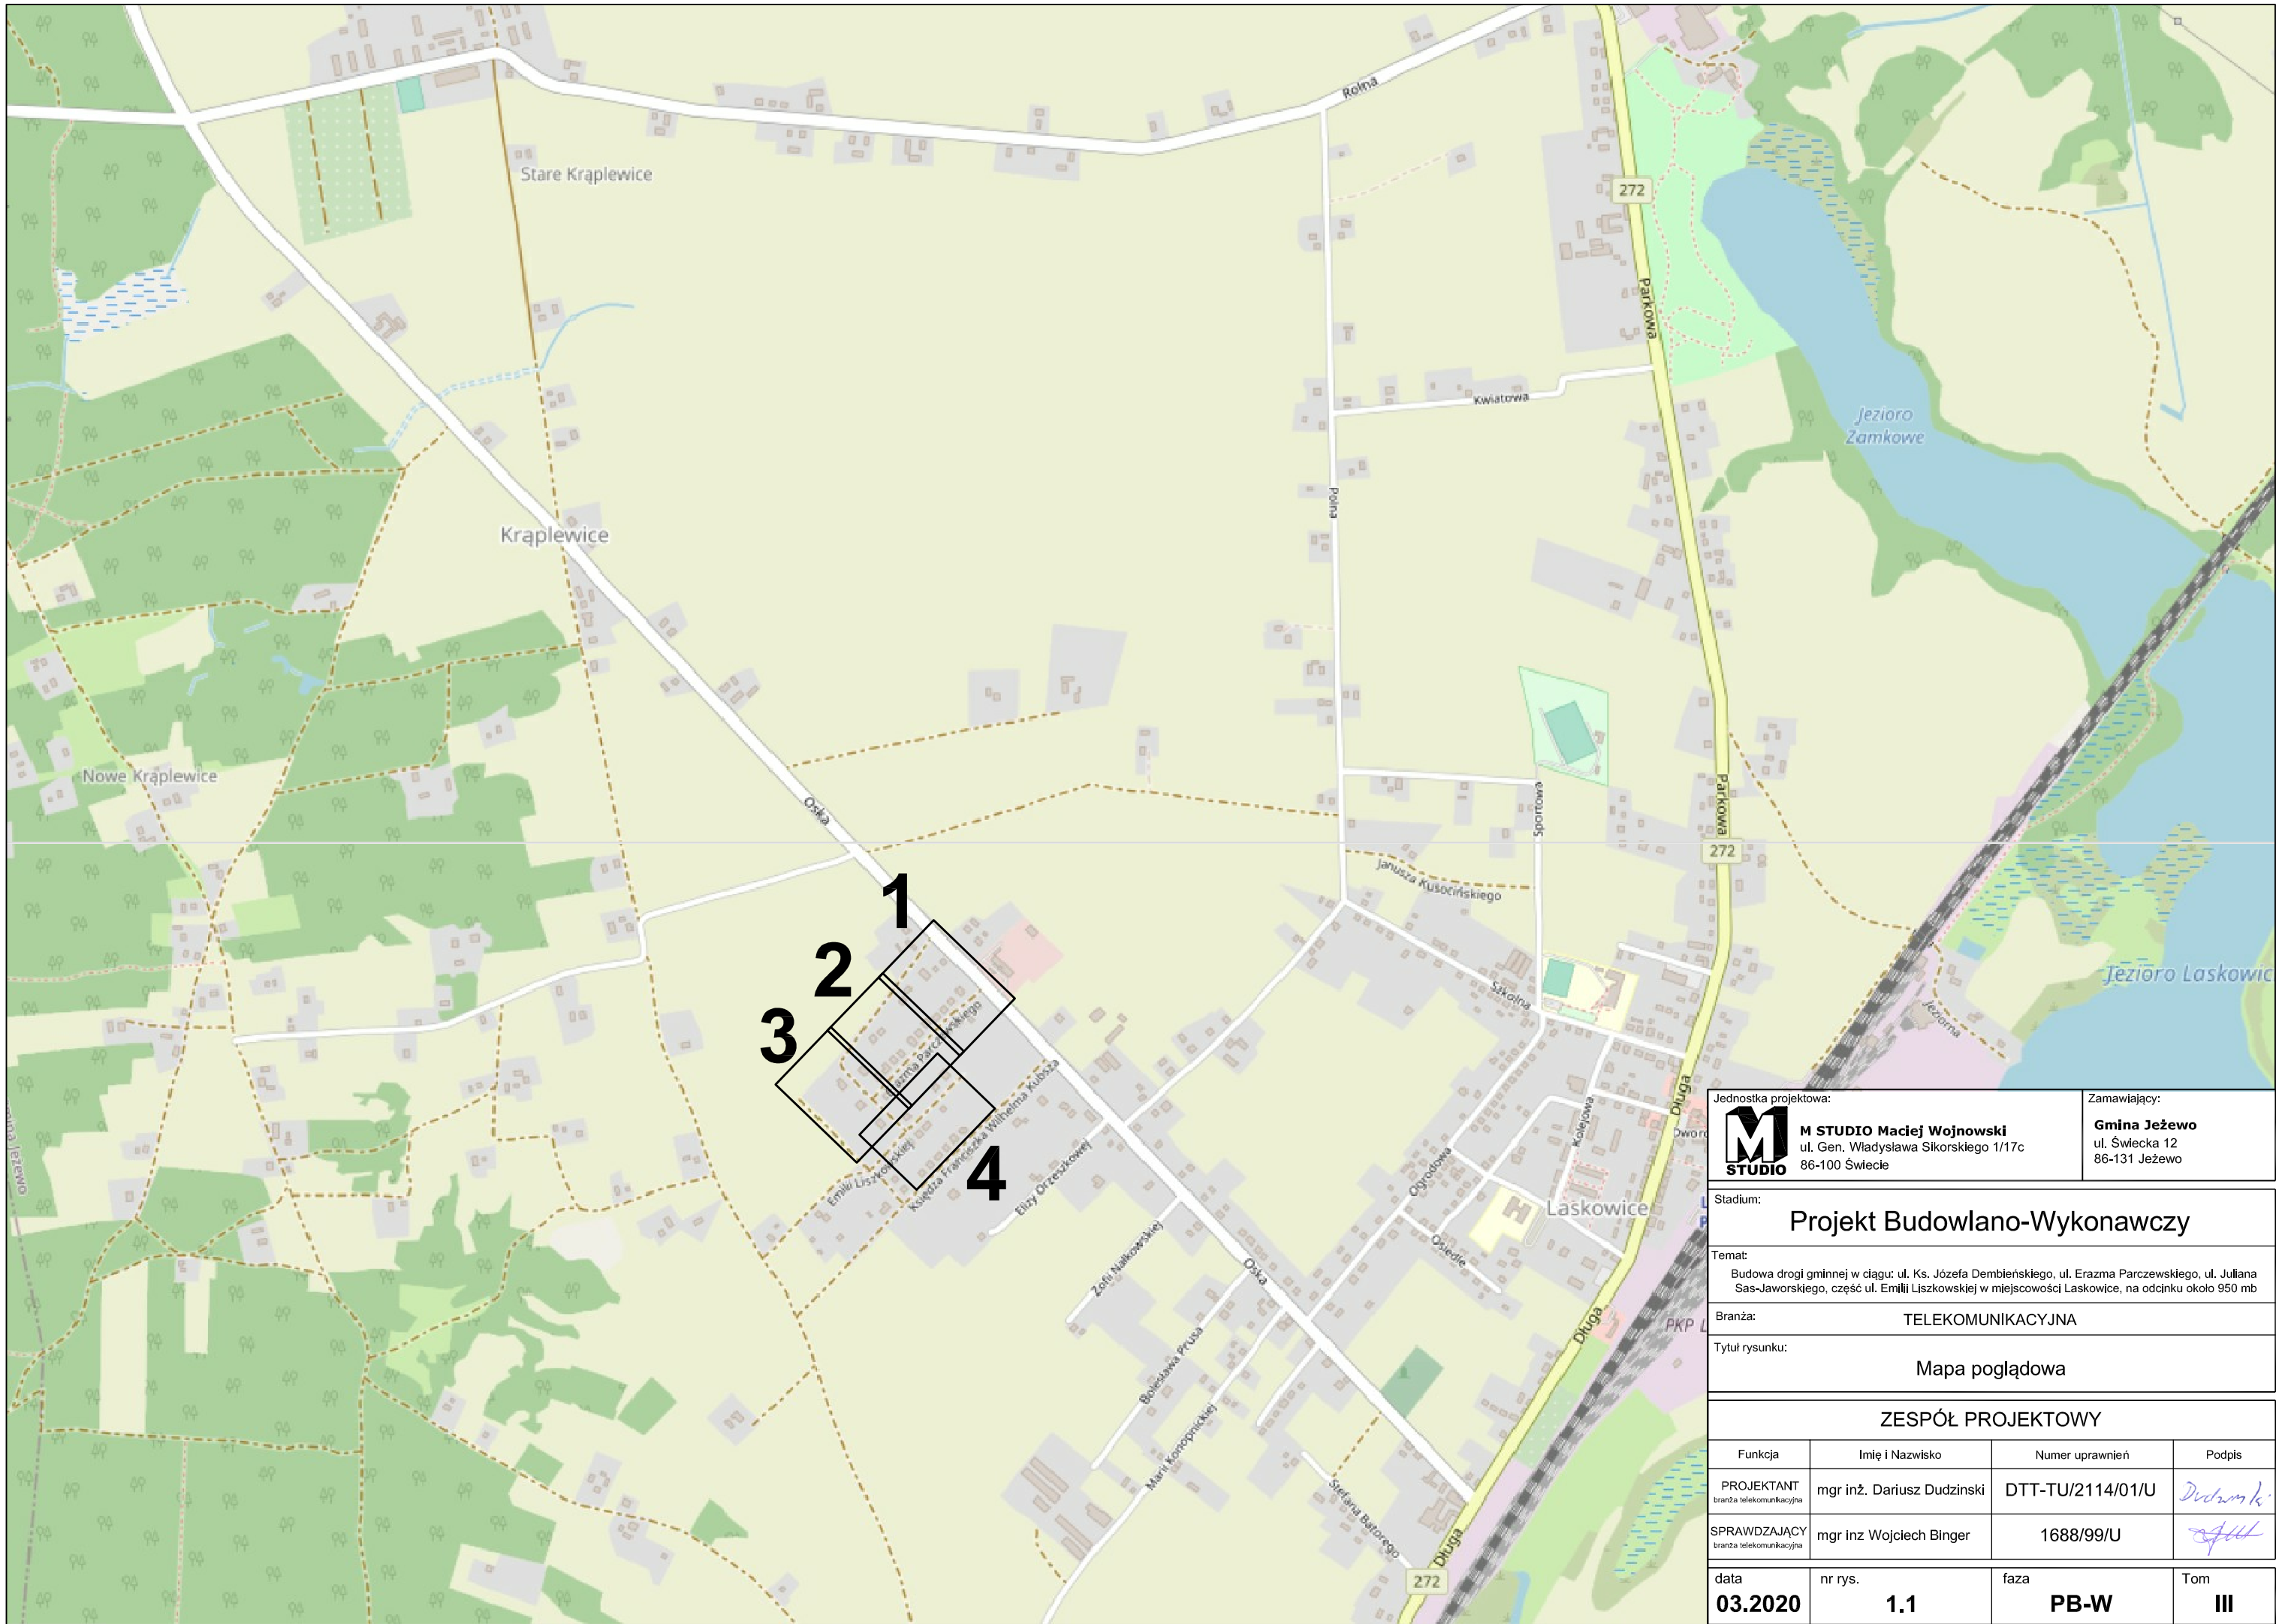 Rolna
Stare Krąplewice
272
Parkowa
Kwiatowa
Jezioro
Zamkowe
Polna
Krąplewice
Nowe Krąplewice
Oska
Parkowa
Sportowa
272
Janusza Kusocińskiego
1
2
Szkolna
Jezioro Laskowic
Jeziorna
3
Erazma Parczewskiego
Księdza Franciszka Wilhelma Kubsza
4
Emilii Liszkowskiej
Elizy Orzeszkowej
Zofii Nałkowskiej
Oska
Ogrodowa
Kolejowa
Długa
Dworc
Laskowice
Osiedle
Długa
PKP L
Bolesława Prusa
Marii Konopnickiej
Stefana Batorego
Długa
272
mina Jeżewo
Jednostka projektowa:
M
STUDIO
M STUDIO Maciej Wojnowski
ul. Gen. Władysława Sikorskiego 1/17c
86-100 Świecie
Zamawiający:
Gmina Jeżewo
ul. Świecka 12
86-131 Jeżewo
Stadium:
Projekt Budowlano-Wykonawczy
Temat:
Budowa drogi gminnej w ciągu: ul. Ks. Józefa Dembieńskiego, ul. Erazma Parczewskiego, ul. Juliana
Sas-Jaworskiego, część ul. Emilii Liszkowskiej w miejscowości Laskowice, na odcinku około 950 mb
Branża:
TELEKOMUNIKACYJNA
Tytuł rysunku:
Mapa poglądowa
ZESPÓŁ PROJEKTOWY
Funkcja Imię i Nazwisko Numer uprawnień Podpis
PROJEKTANT
branża telekomunikacyjna
mgr inż. Dariusz Dudzinski DTT-TU/2114/01/U
SPRAWDZAJĄCY
branża telekomunikacyjna
mgr inz Wojciech Binger 1688/99/U
data nr rys. faza Tom
03.2020 1.1 PB-W III